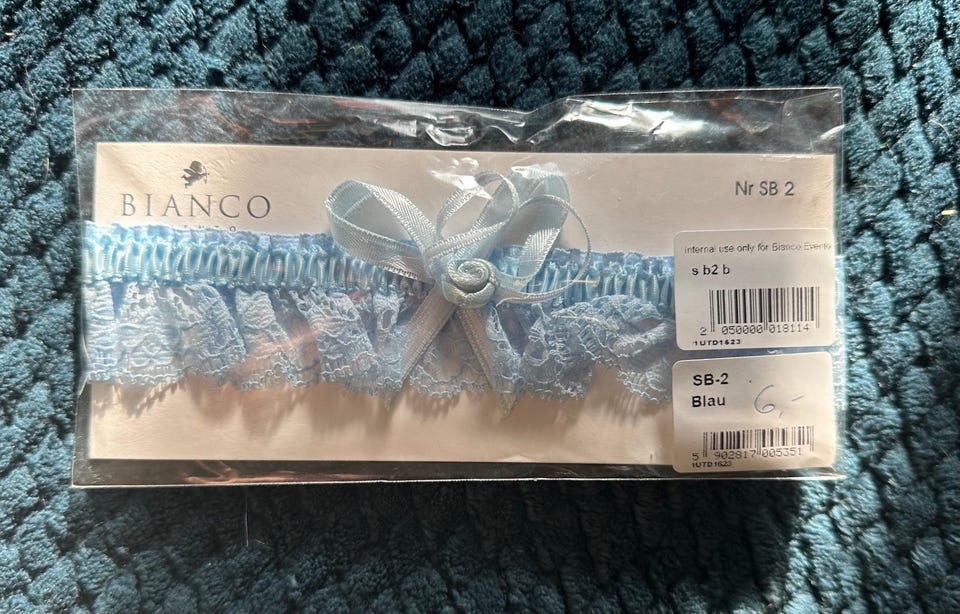 BIANCO
Nr SB 2
Internal use only for Bianco Evento
s b2 b
2 050000 018114
1UTD1623
SB-2
Blau 6,-
5 902817 005351
1UTD1623